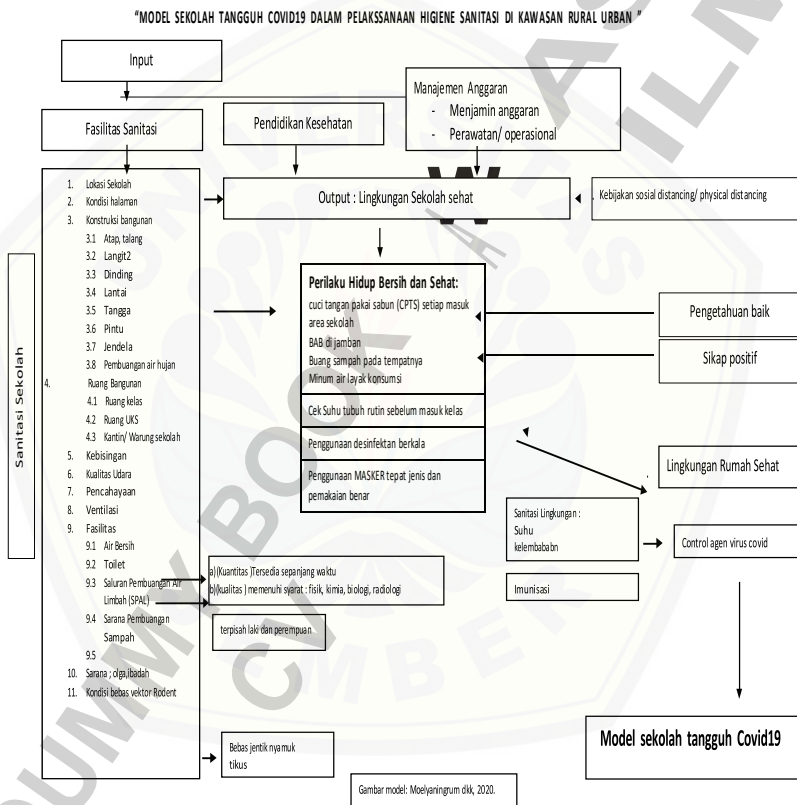 “MODEL SEKOLAH TANGGUH COVID19 DALAM PELAKSSANAAN HIGIENE SANITASI DI KAWASAN RURAL URBAN ”
Input
Manajemen Anggaran
- Menjamin anggaran
- Perawatan/ operasional
Fasilitas Sanitasi
Pendidikan Kesehatan
Output : Lingkungan Sekolah sehat
Kebijakan sosial distancing/ physical distancing
Sanitasi Sekolah
1. Lokasi Sekolah
2. Kondisi halaman
3. Konstruksi bangunan
3.1 Atap, talang
3.2 Langit2
3.3 Dinding
3.4 Lantai
3.5 Tangga
3.6 Pintu
3.7 Jendela
3.8 Pembuangan air hujan
4. Ruang Bangunan
4.1 Ruang kelas
4.2 Ruang UKS
4.3 Kantin/ Warung sekolah
5. Kebisingan
6. Kualitas Udara
7. Pencahayaan
8. Ventilasi
9. Fasilitas
9.1 Air Bersih
9.2 Toilet
9.3 Saluran Pembuangan Air
Limbah (SPAL)
9.4 Sarana Pembuangan
Sampah
9.5
10. Sarana ; olga,ibadah
11. Kondisi bebas vektor Rodent
Perilaku Hidup Bersih dan Sehat:
cuci tangan pakai sabun (CPTS) setiap masuk
area sekolah
BAB di jamban
Buang sampah pada tempatnya
Minum air layak konsumsi
Cek Suhu tubuh rutin sebelum masuk kelas
Penggunaan desinfektan berkala
Penggunaan MASKER tepat jenis dan
pemakaian benar
Pengetahuan baik
Sikap positif
Lingkungan Rumah Sehat
Sanitasi Lingkungan :
Suhu
kelembababn
Control agen virus covid
Imunisasi
a)(Kuantitas )Tersedia sepanjang waktu
b)(kualitas ) memenuhi syarat : fisik, kimia, biologi, radiologi
terpisah laki dan perempuan
Bebas jentik nyamuk
tikus
Model sekolah tangguh Covid19
Gambar model: Moelyaningrum dkk, 2020.
DUMMY BOOK
CV